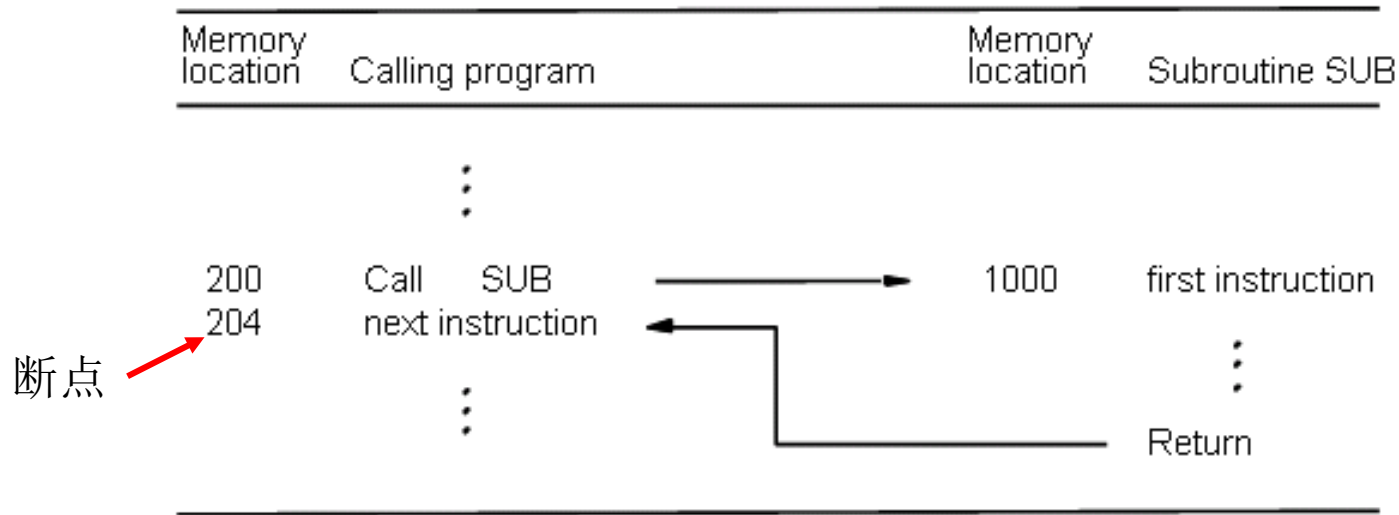 Memory location Calling program Memory location Subroutine SUB
200 Call SUB 1000 first instruction
204 next instruction
断点
Return